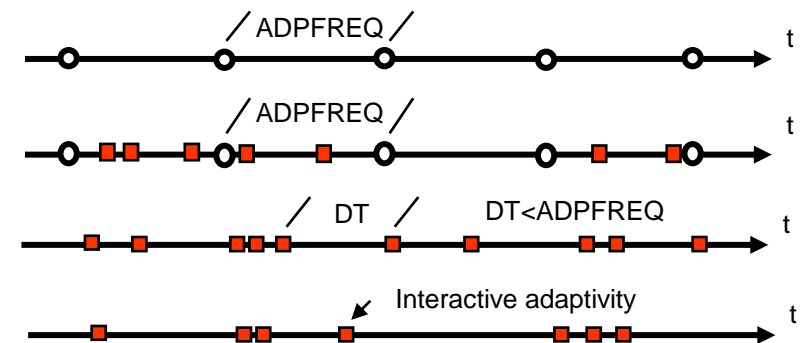 ADPFREQ
t
ADPFREQ
t
DT
DT<ADPFREQ
t
Interactive adaptivity
t